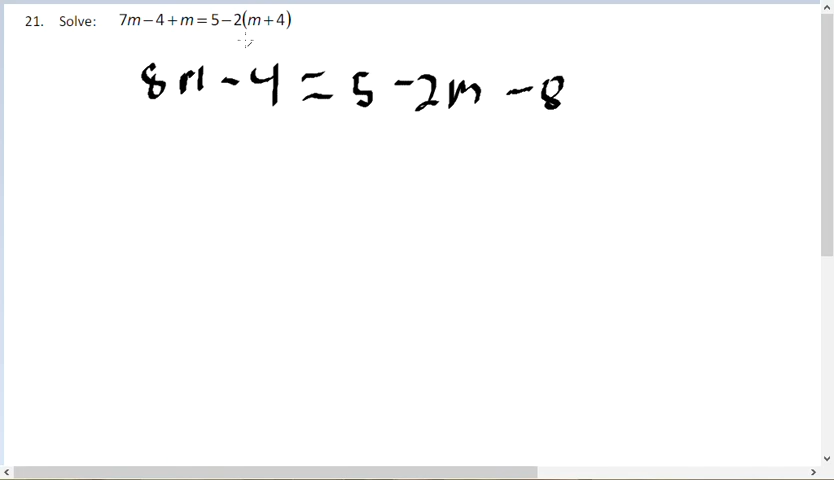 21. Solve: 7m−4+m=5−2(m+4)
8m - 4 = 5 -2m -8